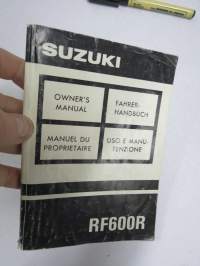 SUZUKI
OWNER'S
MANUAL
FAHRER-
HANDBUCH
MANUEL DU
PROPRIETAIRE
USO E MANU-
TENZIONE
RF600R